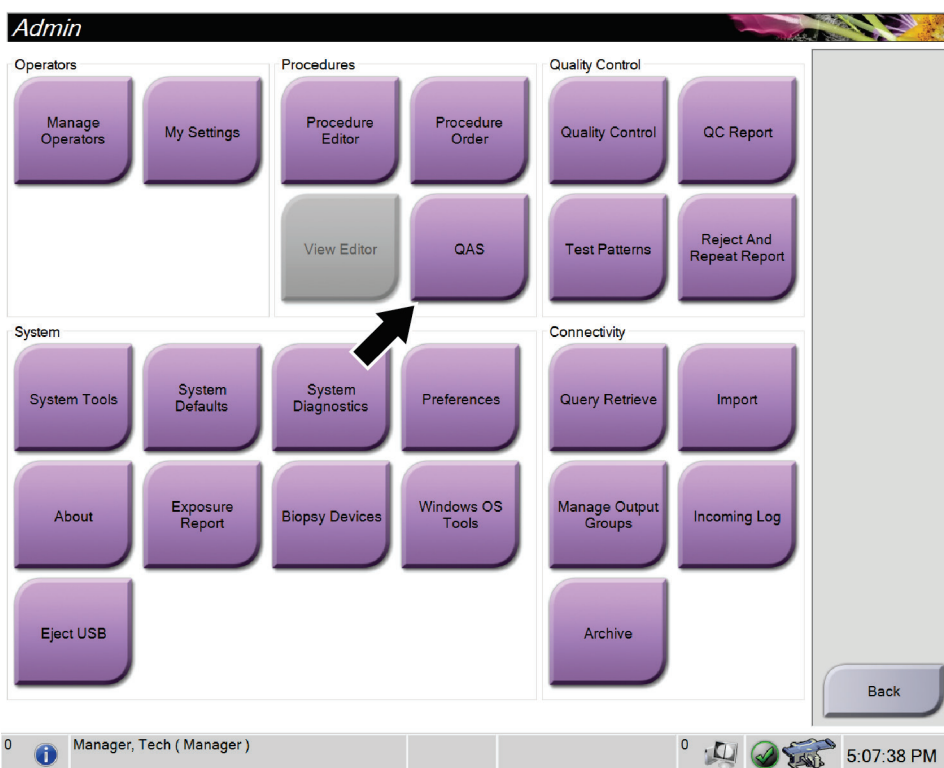 Admin
Operators
Manage
Operators
My Settings
Procedures
Procedure
Editor
Procedure
Order
View Editor
QAS
Quality Control
Quality Control
QC Report
Test Patterns
Reject And
Repeat Report
System
System Tools
System
Defaults
System
Diagnostics
Preferences
About
Exposure
Report
Biopsy Devices
Windows OS
Tools
Eject USB
Connectivity
Query Retrieve
Import
Manage Output
Groups
Incoming Log
Archive
Back
0
i
Manager, Tech ( Manager )
0
5:07:38 PM